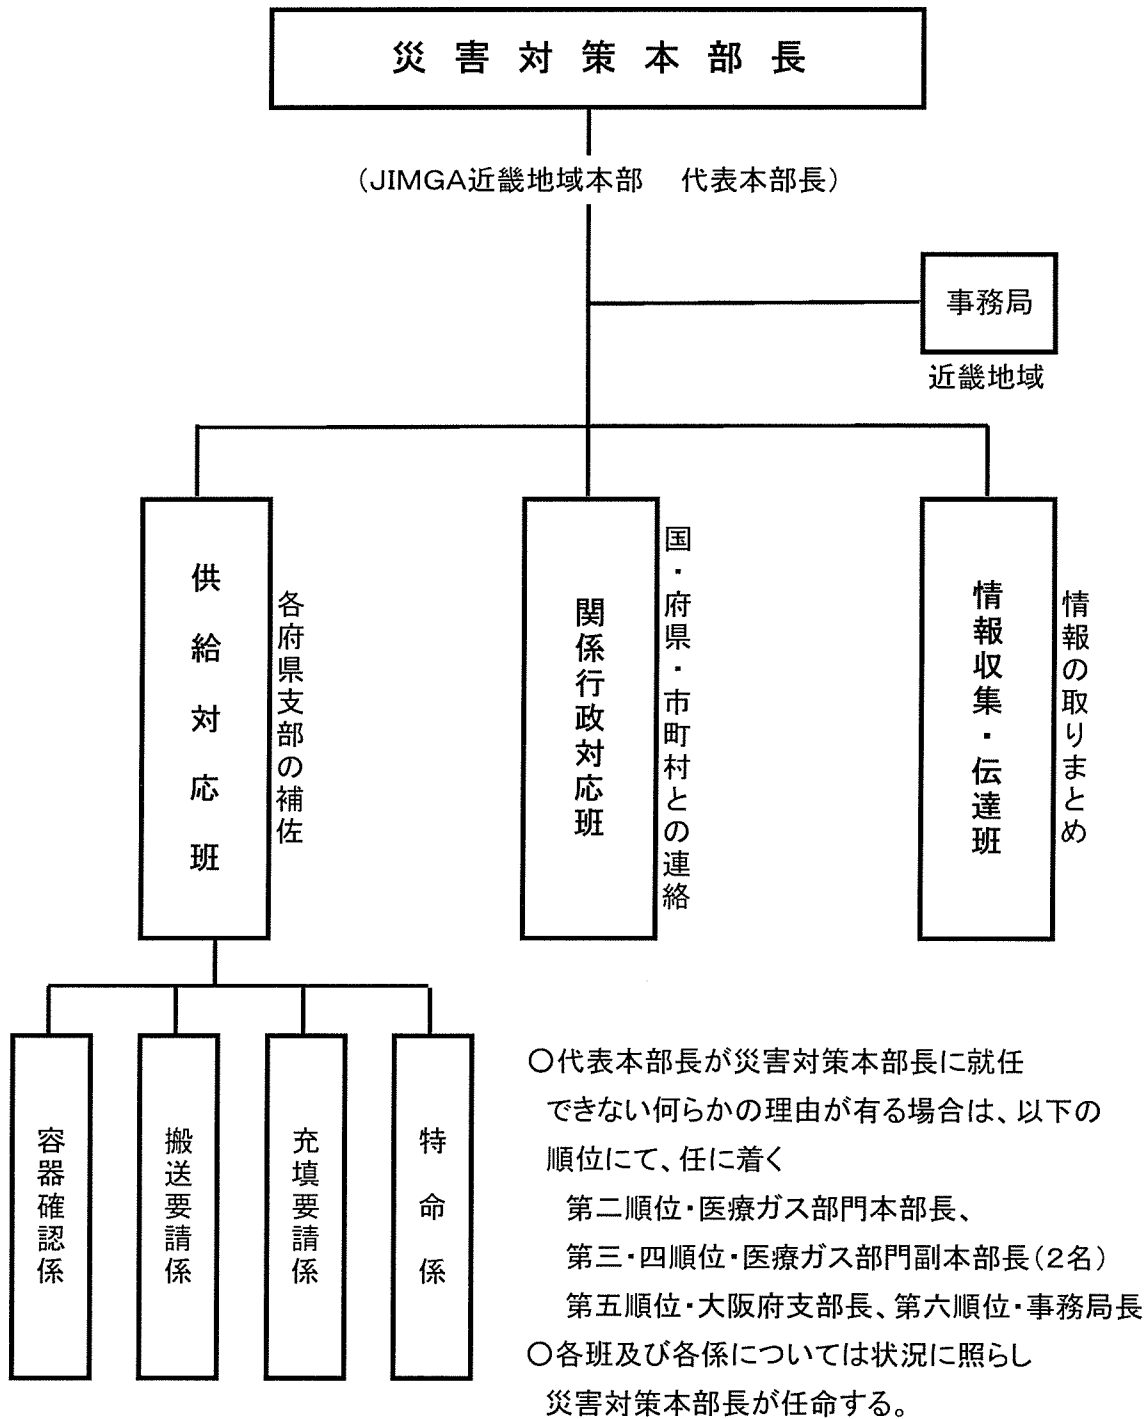 災害対策本部長
（JIMGA近畿地域本部　代表本部長）
事務局
近畿地域
供給対応班
各府県支部の補佐
関係行政対応班
国・府県・市町村との連絡
情報収集・伝達班
情報の取りまとめ
容器確認係
搬送要請係
充填要請係
特命係
○代表本部長が災害対策本部長に就任
できない何らかの理由が有る場合は、以下の
順位にて、任に着く
第二順位・医療ガス部門本部長、
第三・四順位・医療ガス部門副本部長（２名）
第五順位・大阪府支部長、第六順位・事務局長
○各班及び各係については状況に照らし
災害対策本部長が任命する。